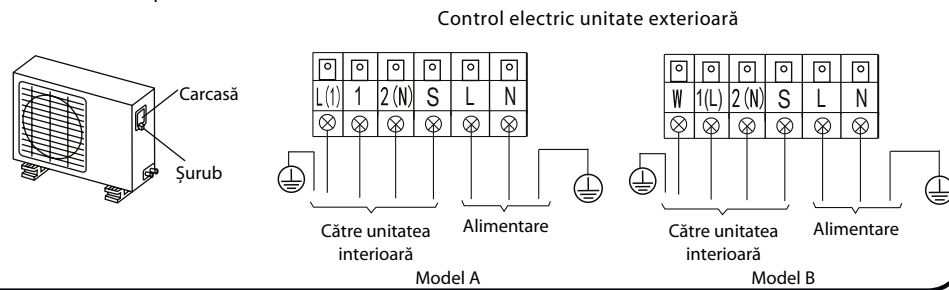 Control electric unitate exterioară
Carcasă
Șurub
L(1) 1 2(N) S L N
Către unitatea
interioară
Alimentare
Model A
W 1(L) 2(N) S L N
Către unitatea
interioară
Alimentare
Model B